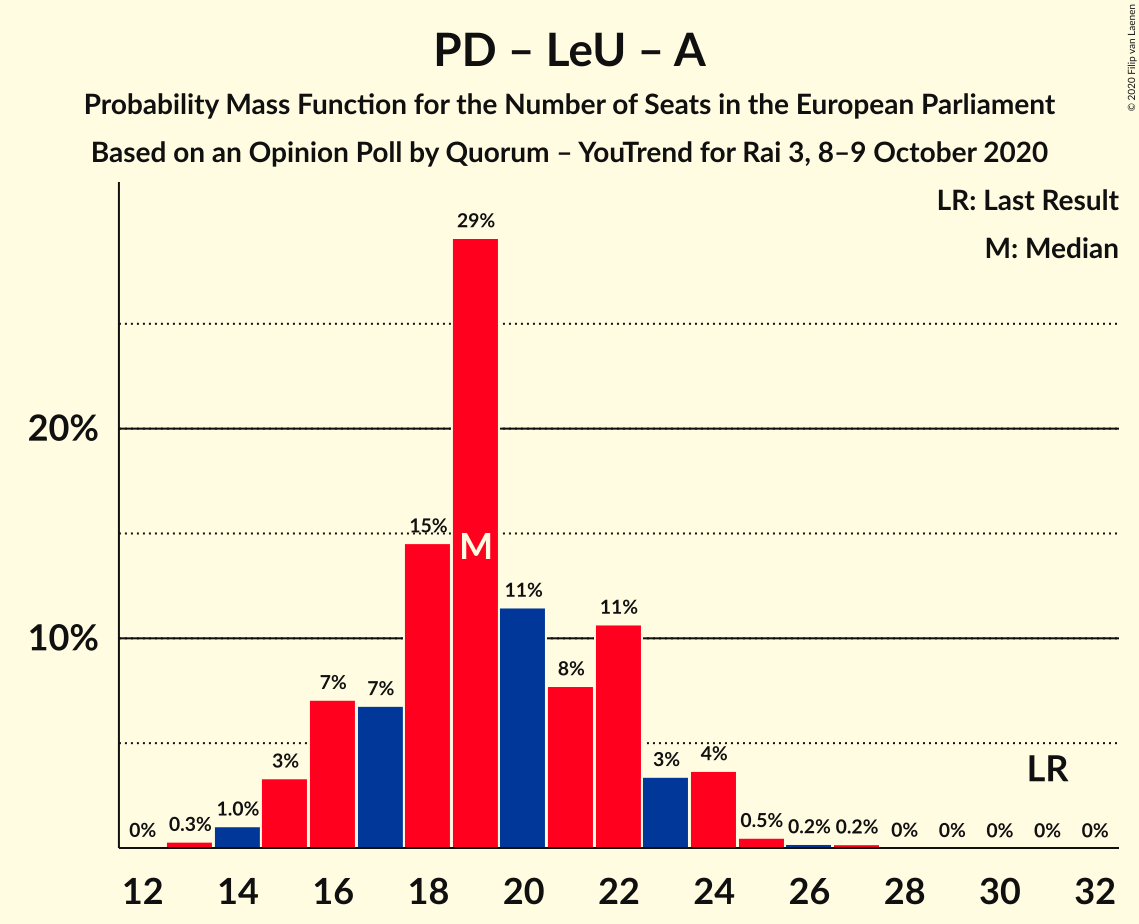 PD – LeU – A
Probability Mass Function for the Number of Seats in the European Parliament
Based on an Opinion Poll by Quorum – YouTrend for Rai 3, 8–9 October 2020
© 2020 Filip van Laenen
LR: Last Result
M: Median
20%
10%
0%
0.3%
1.0%
3%
7%
7%
15%
29%
M
11%
8%
11%
3%
4%
0.5%
0.2%
0.2%
0%
0%
0%
0%
0%
LR
12 14 16 18 20 22 24 26 28 30 32